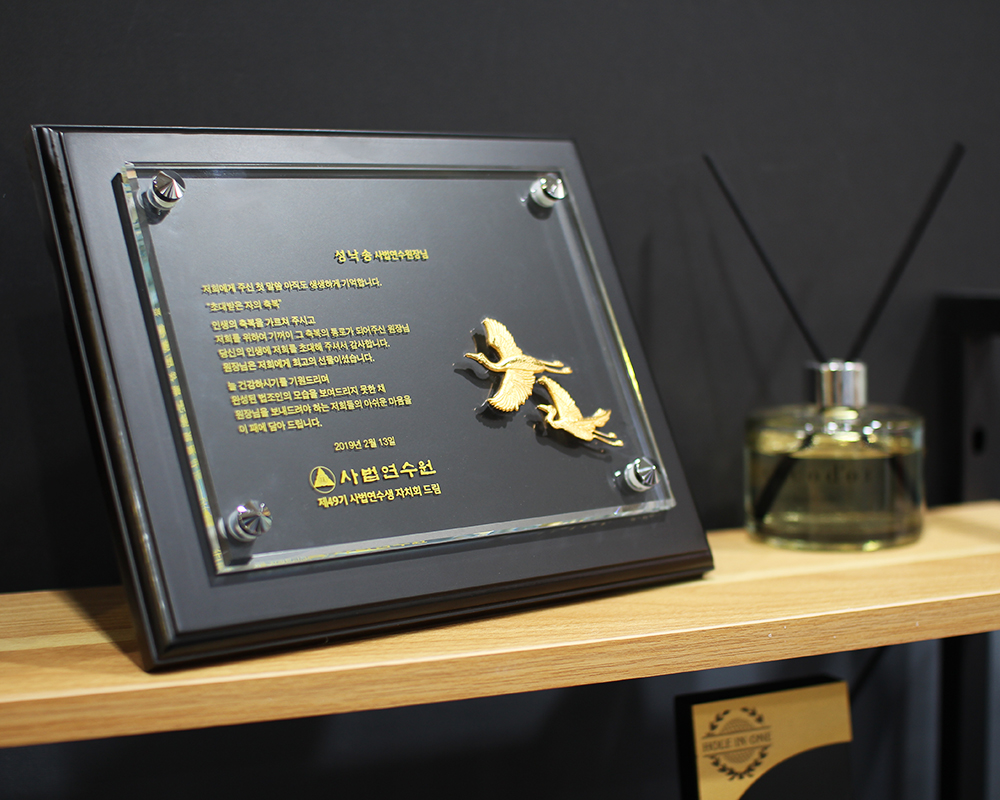 성낙송 사법연수원장님
저희에게 주신 첫 말씀 아직도 생생하게 기억합니다.
"초대받은 자의 축복"
인생의 축복을 가르쳐 주시고
저희를 위하여 기꺼이 그 축복의 통로가 되어주신 원장님
당신의 인생에 저희를 초대해 주셔서 감사합니다.
원장님은 저희에게 최고의 선물이셨습니다.
늘 건강하시기를 기원드리며
완성된 법조인의 모습을 보여드리지 못한 채
원장님을 보내드려야 하는 저희들의 아쉬운 마음을
이 패에 담아 드립니다.
2019년 2월 13일
사법연수원
제49기 사법연수생 자치회 드림
HOLE IN ONE